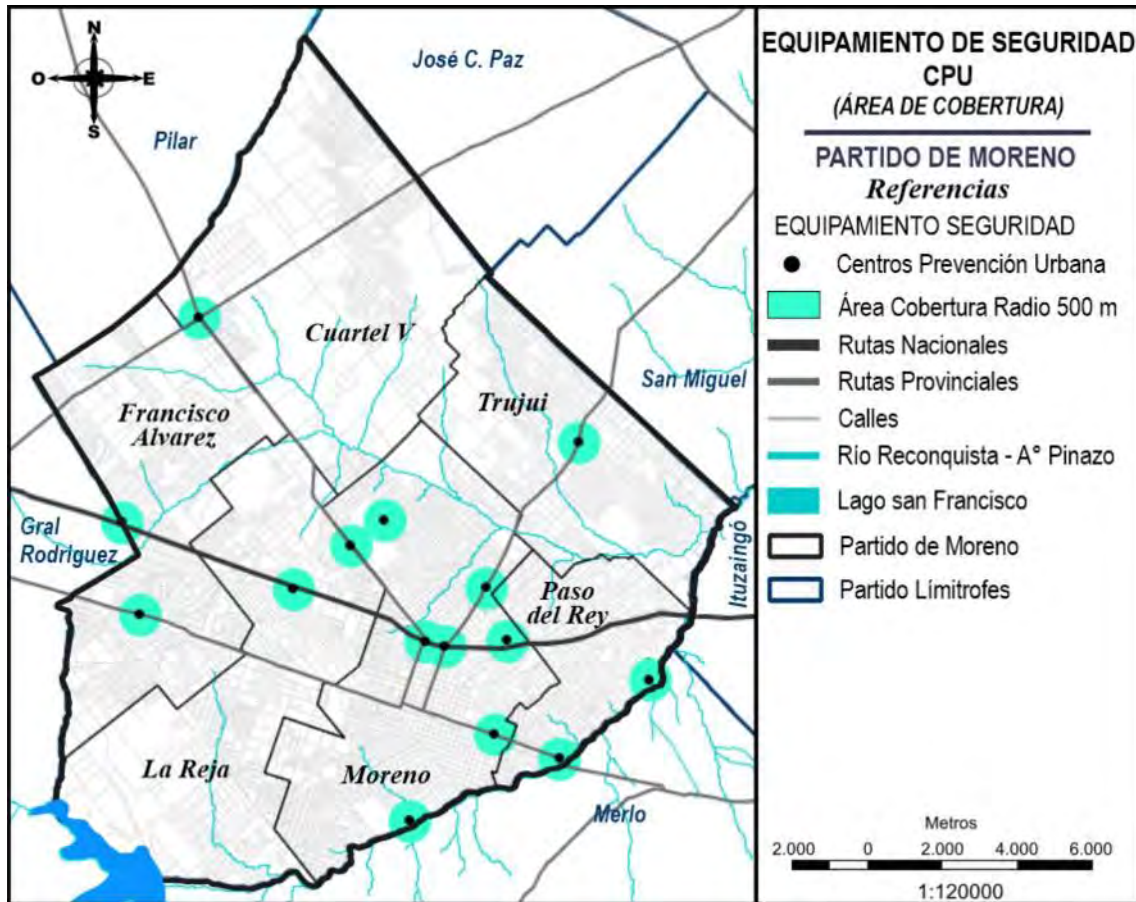 N
O
E
S
José C. Paz
Pilar
Cuartel V
Francisco
Alvarez
Trujui
San Miguel
Gral
Rodriguez
Ituzaingó
Paso
del Rey
La Reja
Moreno
Merlo
EQUIPAMIENTO DE SEGURIDAD
CPU
(ÁREA DE COBERTURA)
PARTIDO DE MORENO
Referencias
EQUIPAMIENTO SEGURIDAD
Centros Prevención Urbana
Área Cobertura Radio 500 m
Rutas Nacionales
Rutas Provinciales
Calles
Río Reconquista - A° Pinazo
Lago san Francisco
Partido de Moreno
Partido Límitrofes
Metros
2.000 0 2.000 4.000 6.000
1:120000